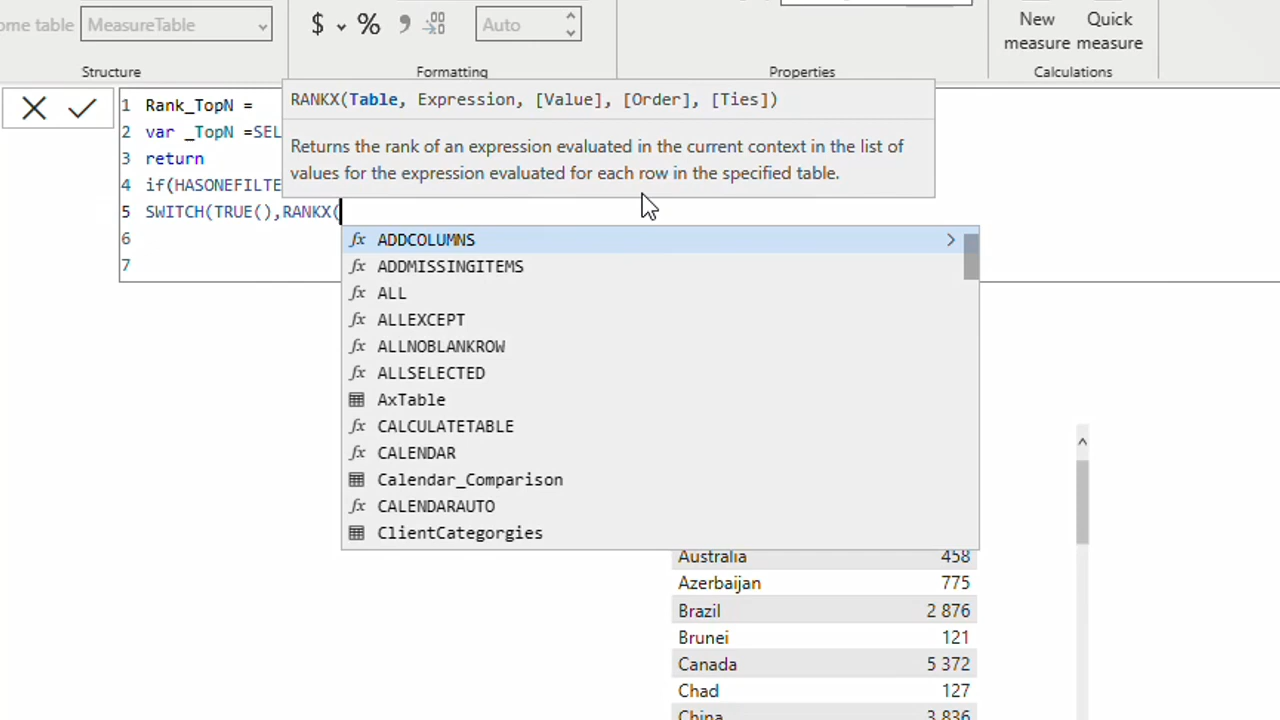 ome table MeasureTable
$ % Auto
New measure
Quick measure
Structure
Formatting
Properties
Calculations
1 Rank_TopN =
2 var _TopN =SEL
3 return
4 if(HASONEFILTE
5 SWITCH(TRUE(),RANKX(
6
7
RANKX(Table, Expression, [Value], [Order], [Ties])
Returns the rank of an expression evaluated in the current context in the list of
values for the expression evaluated for each row in the specified table.
ADDCOLUMNS
ADDMISSINGITEMS
ALL
ALLEXCEPT
ALLNOBLANKROW
ALLSELECTED
AxTable
CALCULATETABLE
CALENDAR
Calendar_Comparison
CALENDARAUTO
ClientCategorgies
Australia 458
Azerbaijan 775
Brazil 2 876
Brunei 121
Canada 5 372
Chad 127
China 3 836